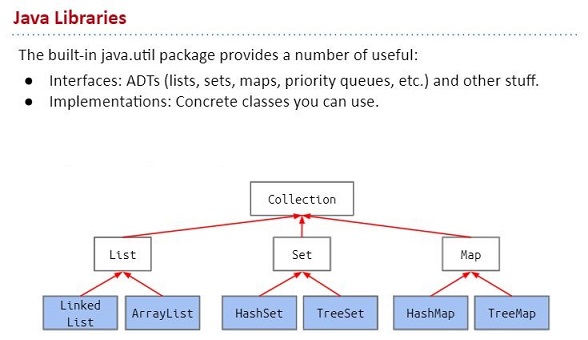 Java Libraries
The built-in java.util package provides a number of useful:
● Interfaces: ADTs (lists, sets, maps, priority queues, etc.) and other stuff.
● Implementations: Concrete classes you can use.
Collection
List Set Map
Linked
List ArrayList HashSet TreeSet HashMap TreeMap